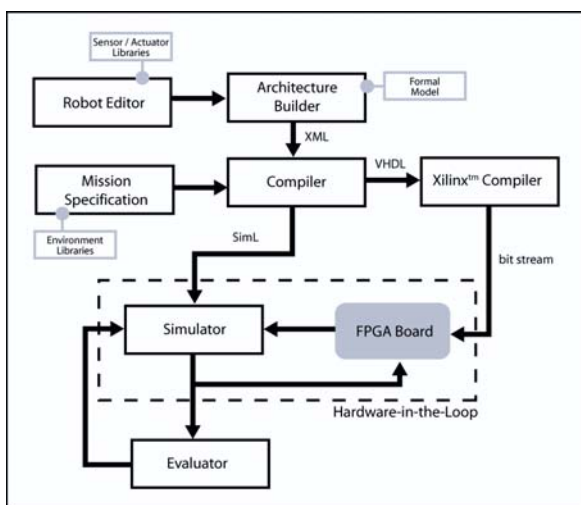 Sensor / Actuator
Libraries
Robot Editor
Architecture
Builder
Formal
Model
XML
Mission
Specification
Compiler
VHDL
Xilinx™ Compiler
Environment
Libraries
SimL
bit stream
Simulator
FPGA Board
Hardware-in-the-Loop
Evaluator